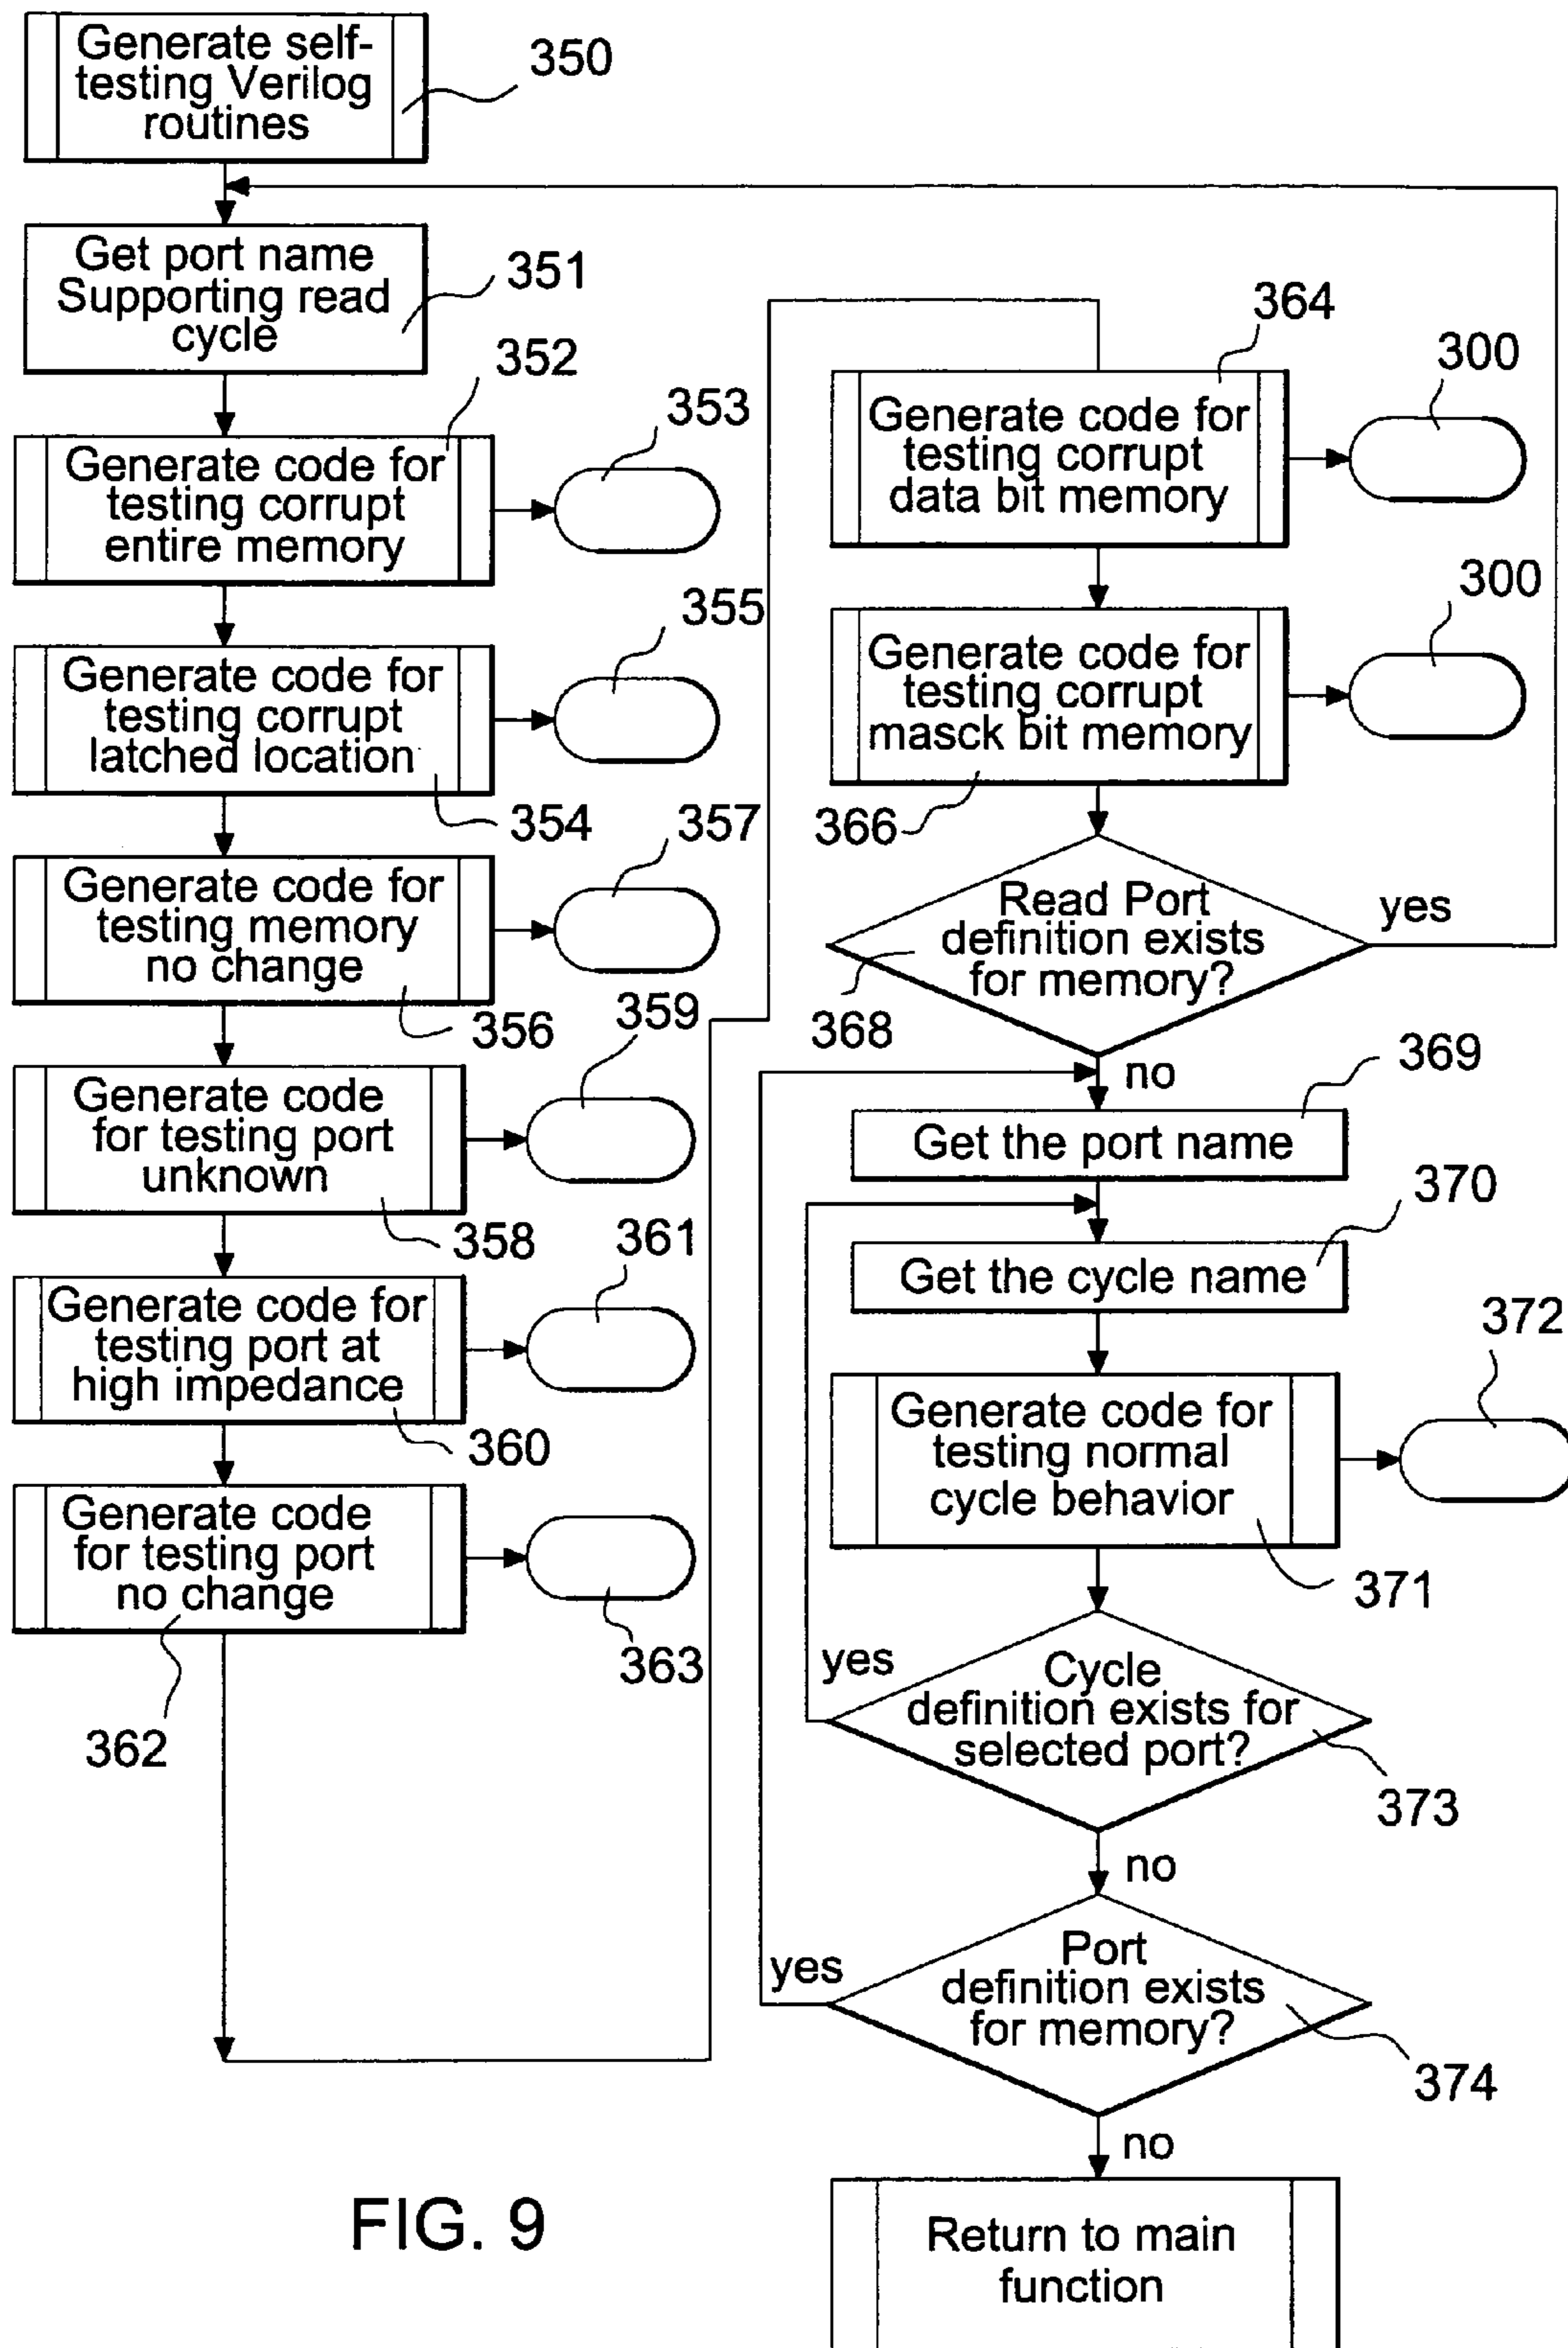 Generate self-
testing Verilog
routines
350
Get port name
Supporting read
cycle
351
352
Generate code for
testing corrupt
entire memory
353
Generate code for
testing corrupt
latched location
355
354
Generate code for
testing memory
no change
357
356
Generate code
for testing port
unknown
359
358
Generate code for
testing port at
high impedance
361
360
Generate code
for testing port
no change
363
362
364
Generate code for
testing corrupt
data bit memory
300
Generate code for
testing corrupt
masck bit memory
300
366
Read Port
definition exists
for memory?
yes
368
no
369
Get the port name
370
Get the cycle name
Generate code for
testing normal
cycle behavior
372
371
yes
Cycle
definition exists for
selected port?
373
no
yes
Port
definition exists
for memory?
374
no
Return to main
function
FIG. 9